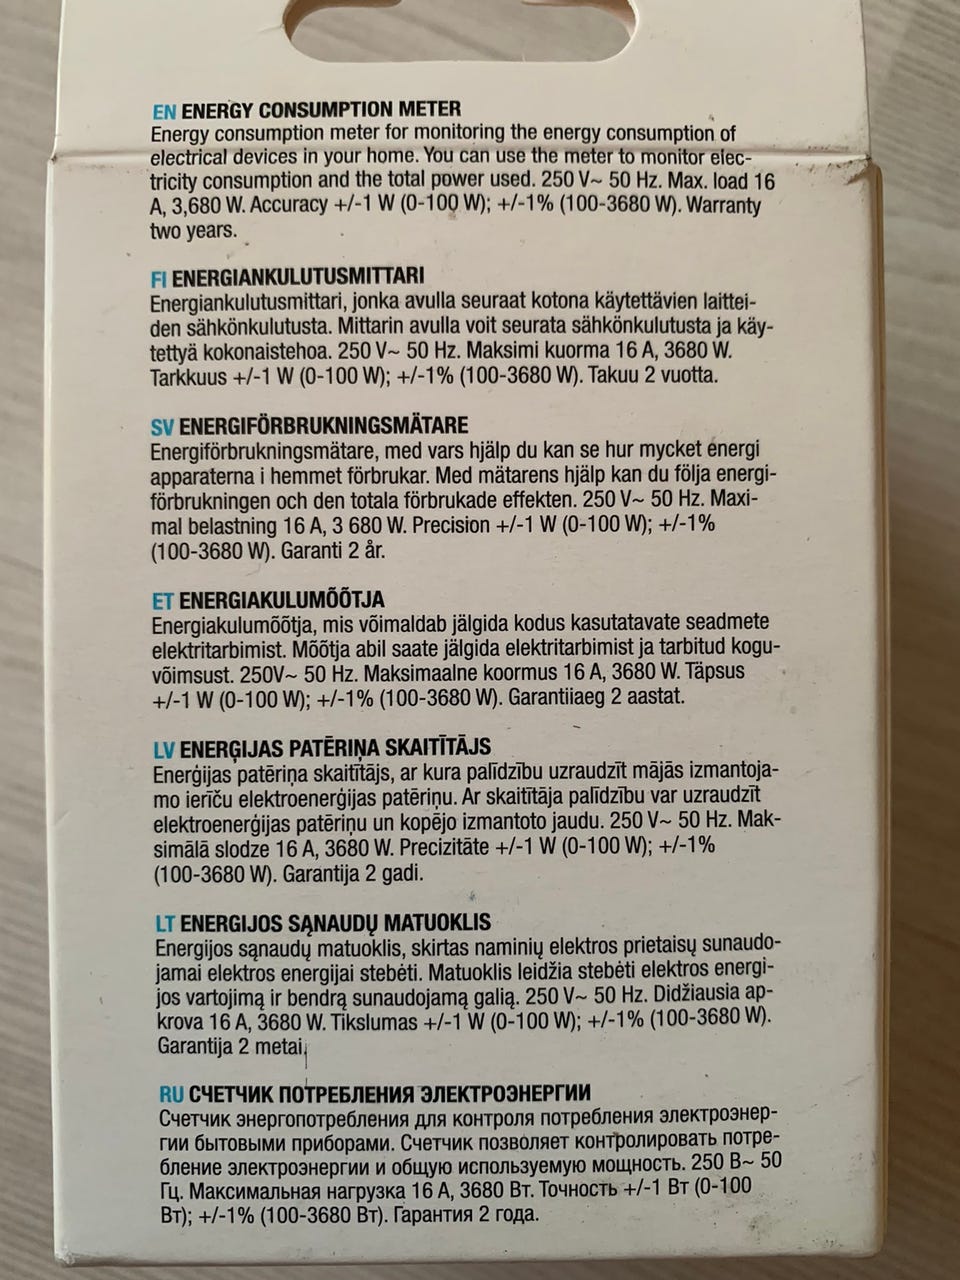 EN ENERGY CONSUMPTION METER
Energy consumption meter for monitoring the energy consumption of
electrical devices in your home. You can use the meter to monitor elec-
tricity consumption and the total power used. 250 V~ 50 Hz. Max. load 16
A, 3,680 W. Accuracy +/-1 W (0-100 W); +/-1% (100-3680 W). Warranty
two years.
FI ENERGIANKULUTUSMITTARI
Energiankulutusmittari, jonka avulla seuraat kotona käytettävien laittei-
den sähkönkulutusta. Mittarin avulla voit seurata sähkönkulutusta ja käy-
tettyä kokonaistehoa. 250 V~ 50 Hz. Maksimi kuorma 16 A, 3680 W.
Tarkkuus +/-1 W (0-100 W); +/-1% (100-3680 W). Takuu 2 vuotta.
SV ENERGIFÖRBRUKNINGSMÄTARE
Energiförbrukningsmätare, med vars hjälp du kan se hur mycket energi
apparaterna i hemmet förbrukar. Med mätarens hjälp kan du följa energi-
förbrukningen och den totala förbrukade effekten. 250 V~ 50 Hz. Maxi-
mal belastning 16 A, 3 680 W. Precision +/-1 W (0-100 W); +/-1%
(100-3680 W). Garanti 2 år.
ET ENERGIAKULUMÕÕTJA
Energiakulumõõtja, mis võimaldab jälgida kodus kasutatavate seadmete
elektritarbimist. Mõõtja abil saate jälgida elektritarbimist ja tarbitud kogu-
võimsust. 250V~ 50 Hz. Maksimaalne koormus 16 A, 3680 W. Täpsus
+/-1 W (0-100 W); +/-1% (100-3680 W). Garantiiaeg 2 aastat.
LV ENERĢIJAS PATĒRIŅA SKAITĪTĀJS
Enerģijas patēriņa skaitītājs, ar kura palīdzību uzraudzīt mājās izmantoja-
mo ierīču elektroenerģijas patēriņu. Ar skaitītāja palīdzību var uzraudzīt
elektroenerģijas patēriņu un kopējo izmantoto jaudu. 250 V~ 50 Hz. Mak-
simālā slodze 16 A, 3680 W. Precizitāte +/-1 W (0-100 W); +/-1%
(100-3680 W). Garantija 2 gadi.
LT ENERGIJOS SĄNAUDŲ MATUOKLIS
Energijos sąnaudų matuoklis, skirtas naminių elektros prietaisų sunaudo-
jamai elektros energijai stebėti. Matuoklis leidžia stebėti elektros energi-
jos vartojimą ir bendrą sunaudojamą galią. 250 V~ 50 Hz. Didžiausia ap-
krova 16 A, 3680 W. Tikslumas +/-1 W (0-100 W); +/-1% (100-3680 W).
Garantija 2 metai.
RU СЧЕТЧИК ПОТРЕБЛЕНИЯ ЭЛЕКТРОЭНЕРГИИ
Счетчик энергопотребления для контроля потребления электроэнер-
гии бытовыми приборами. Счетчик позволяет контролировать потре-
бление электроэнергии и общую используемую мощность. 250 В~ 50
Гц. Максимальная нагрузка 16 А, 3680 Вт. Точность +/-1 Вт (0-100
Вт); +/-1% (100-3680 Вт). Гарантия 2 года.